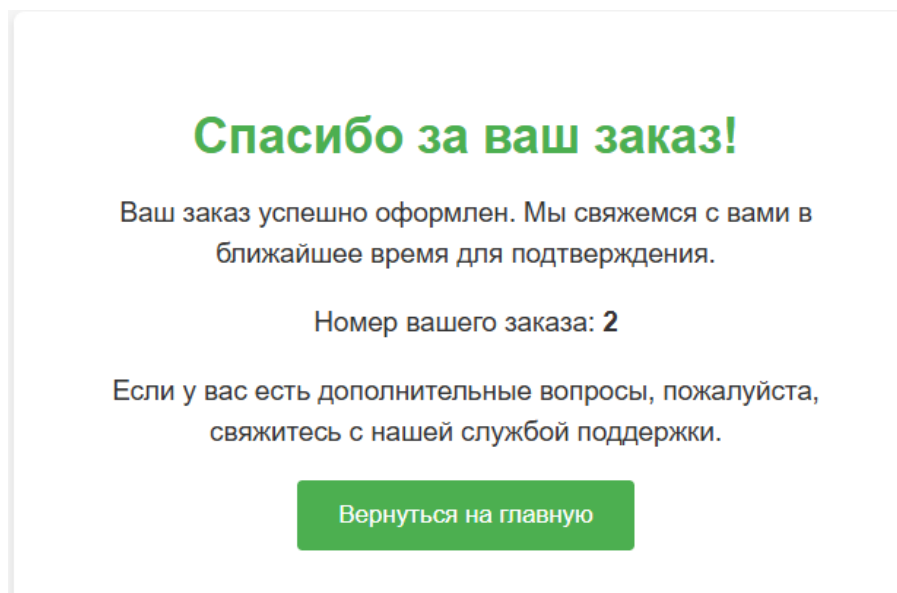 Спасибо за ваш заказ!
Ваш заказ успешно оформлен. Мы свяжемся с вами в
ближайшее время для подтверждения.
Номер вашего заказа: 2
Если у вас есть дополнительные вопросы, пожалуйста,
свяжитесь с нашей службой поддержки.
Вернуться на главную